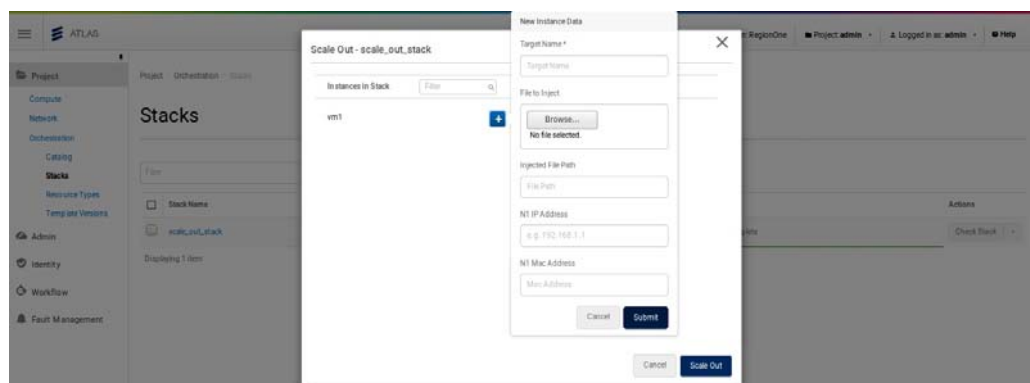 ATLAS
r: RegionOne
Project admin
Logged in as: admin
Help
Project
Compute
Network
Orchestration
Catalog
Stacks
Resource Types
Template Versions
Admin
Identity
Workflow
Fault Management
Project Orchestration Stacks
Stacks
Filter
Stack Name
Actions
scale_out_stack
plete
Check Stack
Displaying 1 item
Scale Out - scale_out_stack
Instances in Stack
Filter
vm1
+
New Instance Data
Target Name *
Target Name
File to Inject
Browse...
No file selected.
Injected File Path
File Path
N1 IP Address
e.g. 192.168.1.1
N1 Mac Address
Mac Address
Cancel
Submit
Cancel
Scale Out